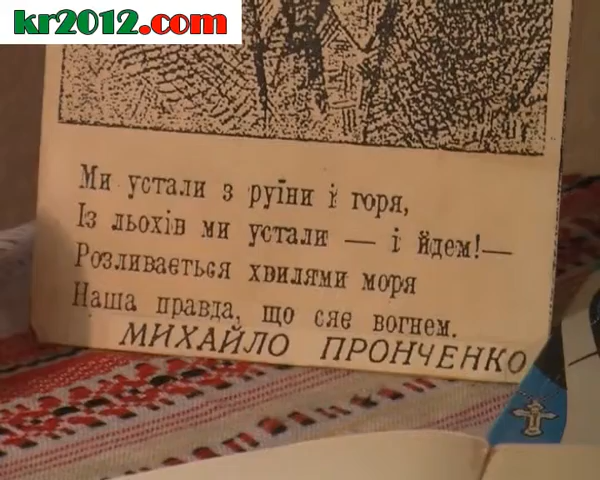 kr2012.com
Ми устали з руїни і горя,
Із льохів ми устали — і йдем!—
Розливається хвилями моря
Наша правда, що сяє вогнем.
МИХАЙЛО ПРОНЧЕНКО